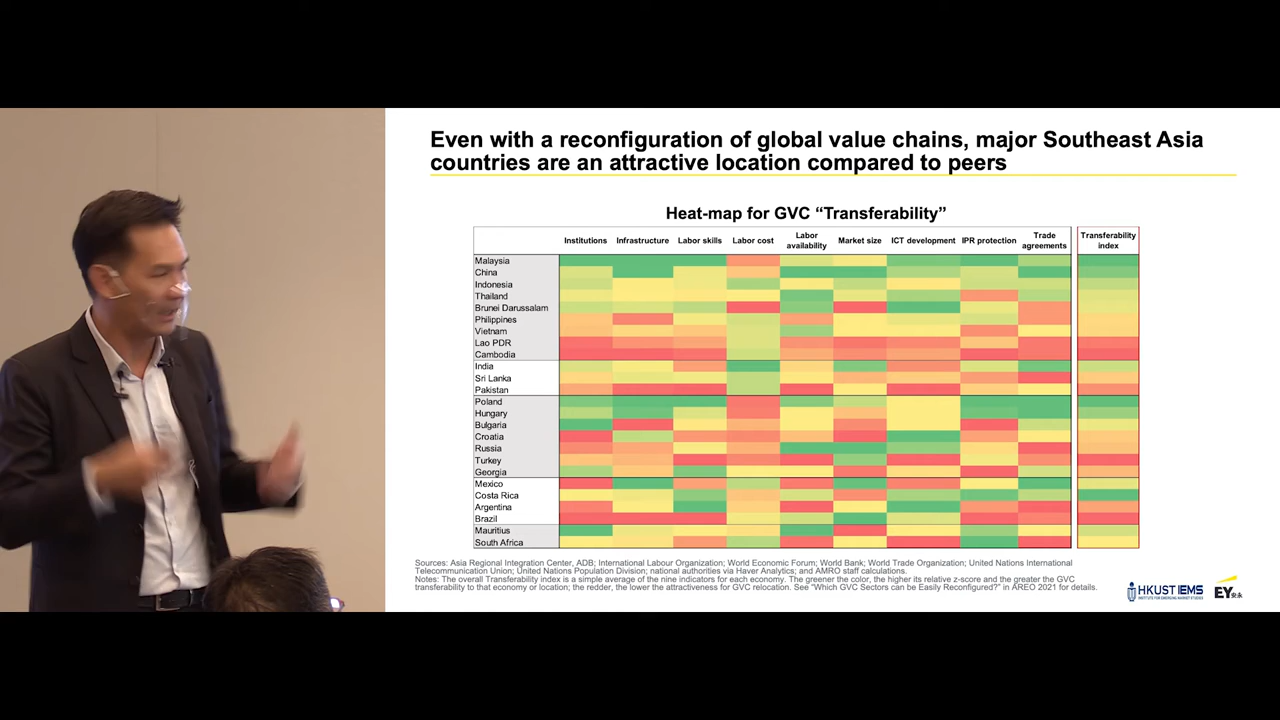 Even with a reconfiguration of global value chains, major Southeast Asia
countries are an attractive location compared to peers
Heat-map for GVC “Transferability”
Institutions Infrastructure Labor skills Labor cost Labor availability Market size ICT development IPR protection Trade agreements Transferability index
Malaysia
China
Indonesia
Thailand
Brunei Darussalam
Philippines
Vietnam
Lao PDR
Cambodia
India
Sri Lanka
Pakistan
Poland
Hungary
Bulgaria
Croatia
Russia
Turkey
Georgia
Mexico
Costa Rica
Argentina
Brazil
Mauritius
South Africa
Sources: Asia Regional Integration Center, ADB; International Labour Organization; World Economic Forum; World Bank; World Trade Organization; United Nations International
Telecommunication Union; United Nations Population Division; national authorities via Haver Analytics; and AMRO staff calculations.
Notes: The overall Transferability index is a simple average of the nine indicators for each economy. The greener the color, the higher its relative z-score and the greater the GVC
transferability to that economy or location; the redder, the lower the attractiveness for GVC relocation. See “Which GVC Sectors can be Easily Reconfigured?” in AREO 2021 for details.
HKUST IEMS
INSTITUTE FOR EMERGING MARKET STUDIES
EY安永